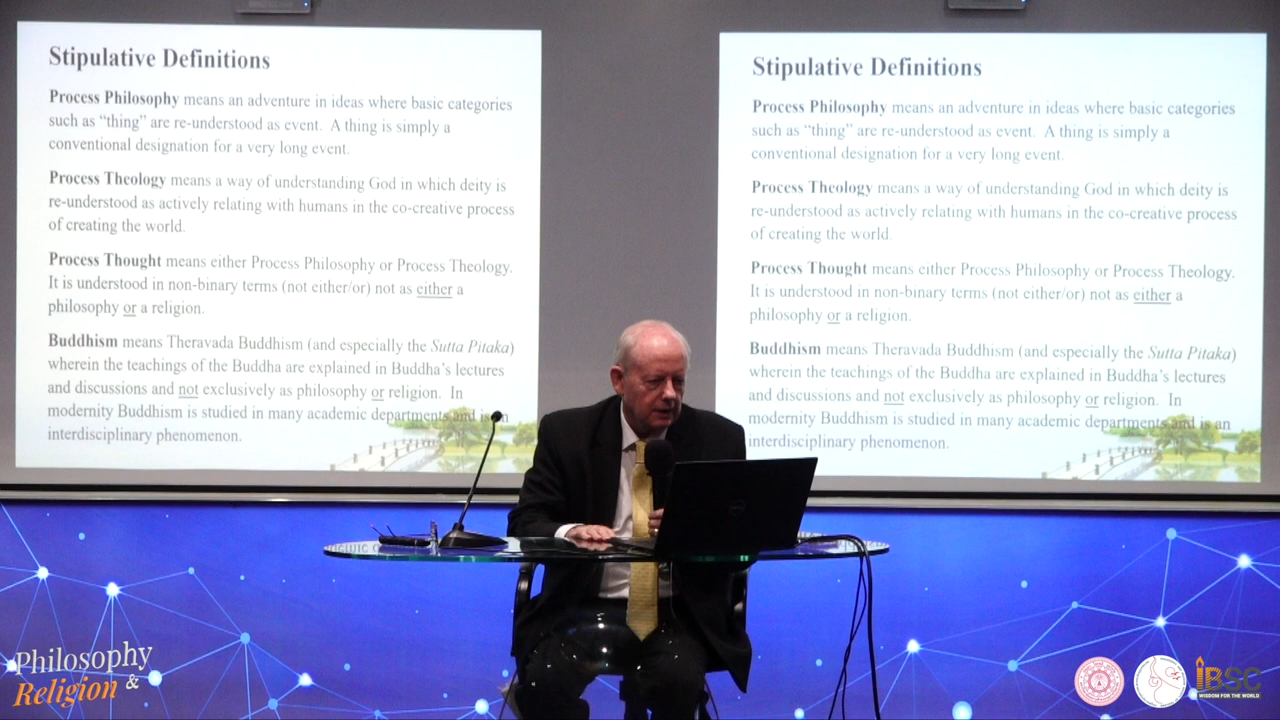 Stipulative Definitions
Process Philosophy means an adventure in ideas where basic categories
such as “thing” are re-understood as event. A thing is simply a
conventional designation for a very long event.
Process Theology means a way of understanding God in which deity is
re-understood as actively relating with humans in the co-creative process
of creating the world.
Process Thought means either Process Philosophy or Process Theology.
It is understood in non-binary terms (not either/or) not as either a
philosophy or a religion.
Buddhism means Theravada Buddhism (and especially the Sutta Pitaka)
wherein the teachings of the Buddha are explained in Buddha’s lectures
and discussions and not exclusively as philosophy or religion. In
modernity Buddhism is studied in many academic departments and is an
interdisciplinary phenomenon.
Stipulative Definitions
Process Philosophy means an adventure in ideas where basic categories
such as “thing” are re-understood as event. A thing is simply a
conventional designation for a very long event.
Process Theology means a way of understanding God in which deity is
re-understood as actively relating with humans in the co-creative process
of creating the world.
Process Thought means either Process Philosophy or Process Theology.
It is understood in non-binary terms (not either/or) not as either a
philosophy or a religion.
Buddhism means Theravada Buddhism (and especially the Sutta Pitaka)
wherein the teachings of the Buddha are explained in Buddha’s lectures
and discussions and not exclusively as philosophy or religion. In
modernity Buddhism is studied in many academic departments and is an
interdisciplinary phenomenon.
Philosophy
Religion &
IBSC
WISDOM FOR THE WORLD